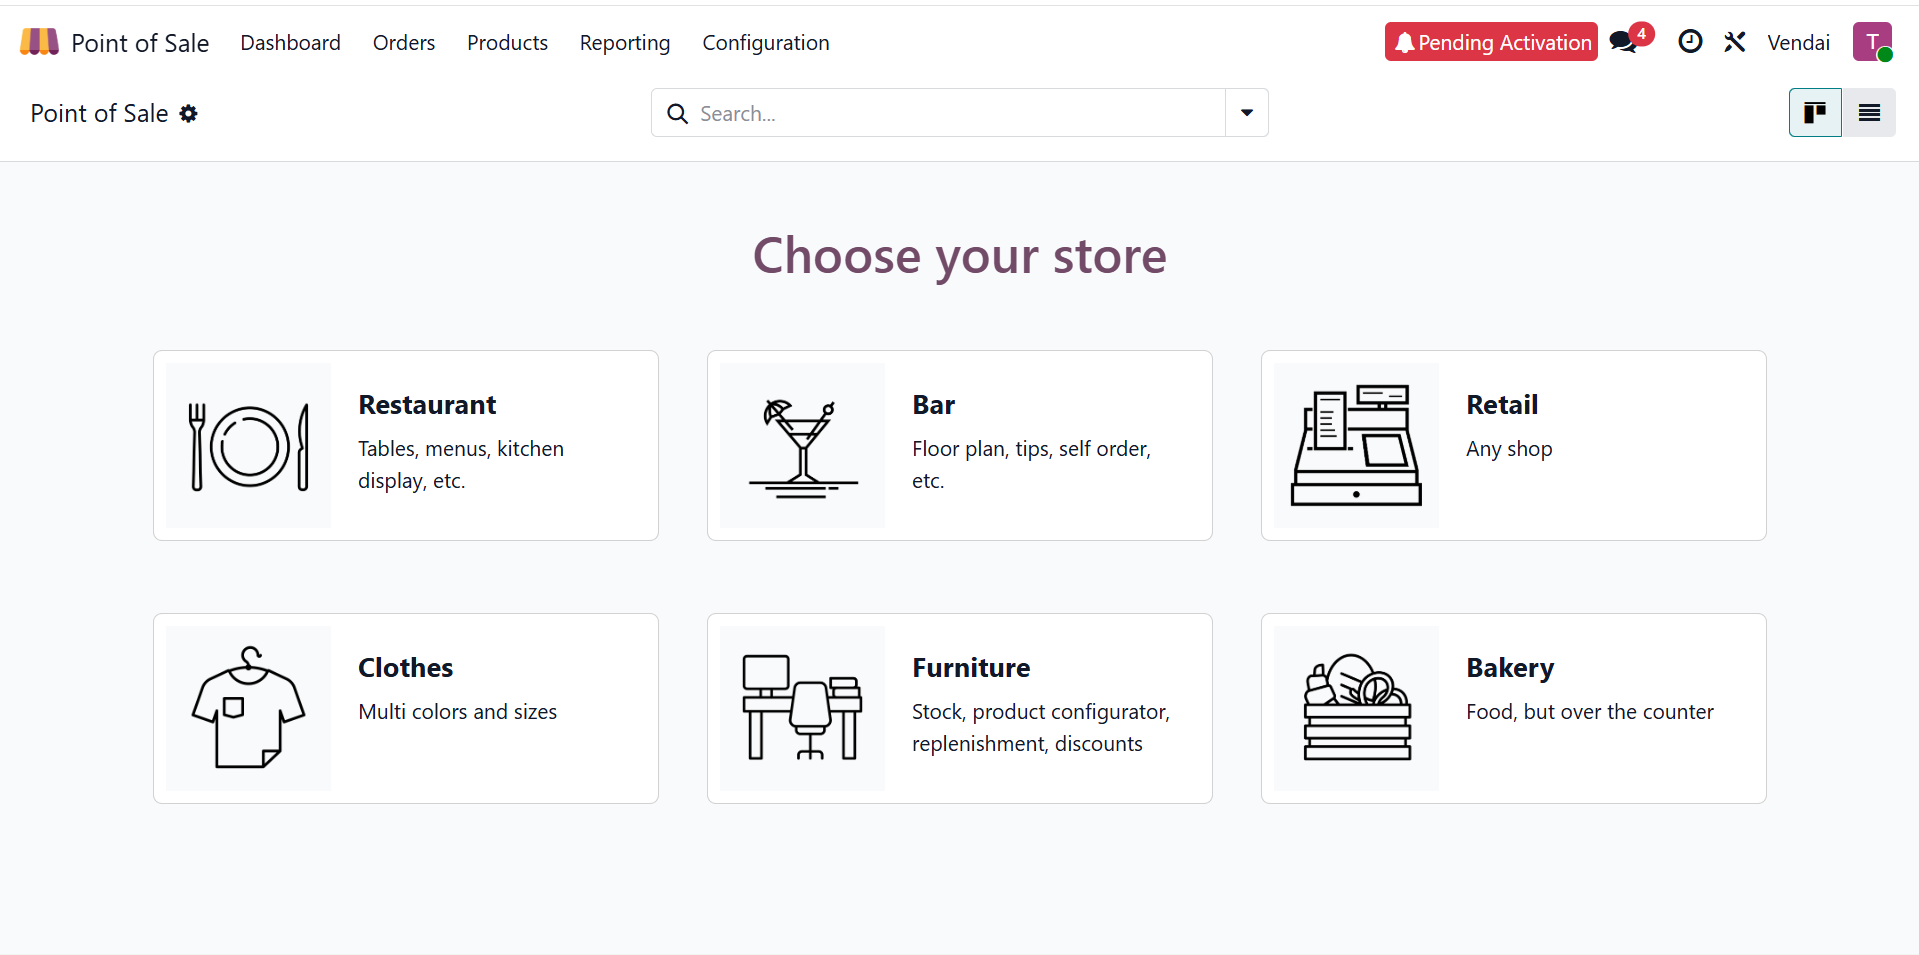 Point of Sale Dashboard Orders Products Reporting Configuration Pending Activation 4 Vendai T
Point of Sale Search...
Choose your store
Restaurant
Tables, menus, kitchen
display, etc.
Bar
Floor plan, tips, self order,
etc.
Retail
Any shop
Clothes
Multi colors and sizes
Furniture
Stock, product configurator,
replenishment, discounts
Bakery
Food, but over the counter